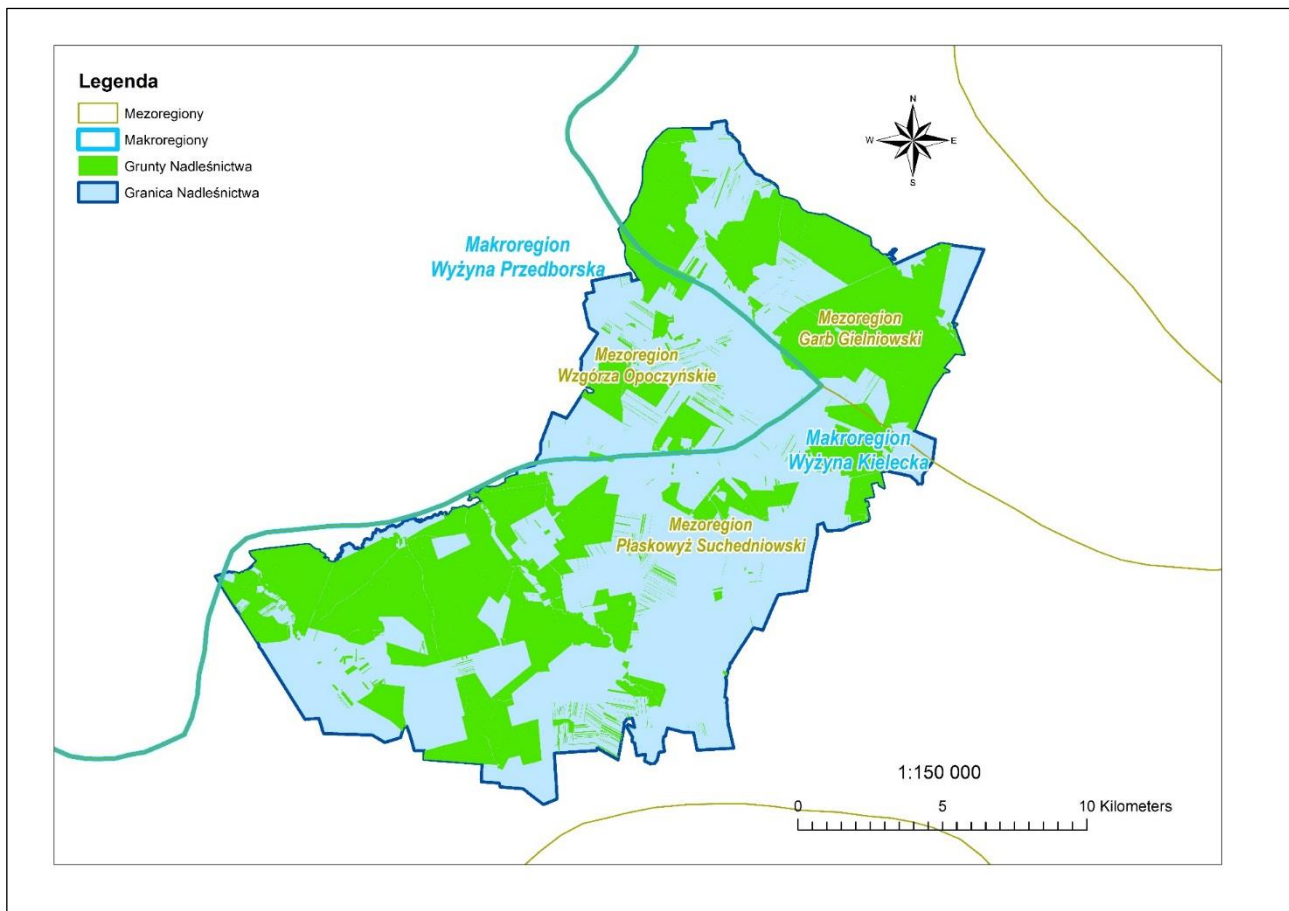 Legenda
Mezoregiony
Makroregiony
Grunty Nadleśnictwa
Granica Nadleśnictwa
N
W E
S
Makroregion
Wyżyna Przedborska
Mezoregion
Garb Gielniowski
Mezoregion
Wzgórza Opoczyńskie
Makroregion
Wyżyna Kielecka
Mezoregion
Płaskowyż Suchedniowski
1:150 000
0 5 10 Kilometers